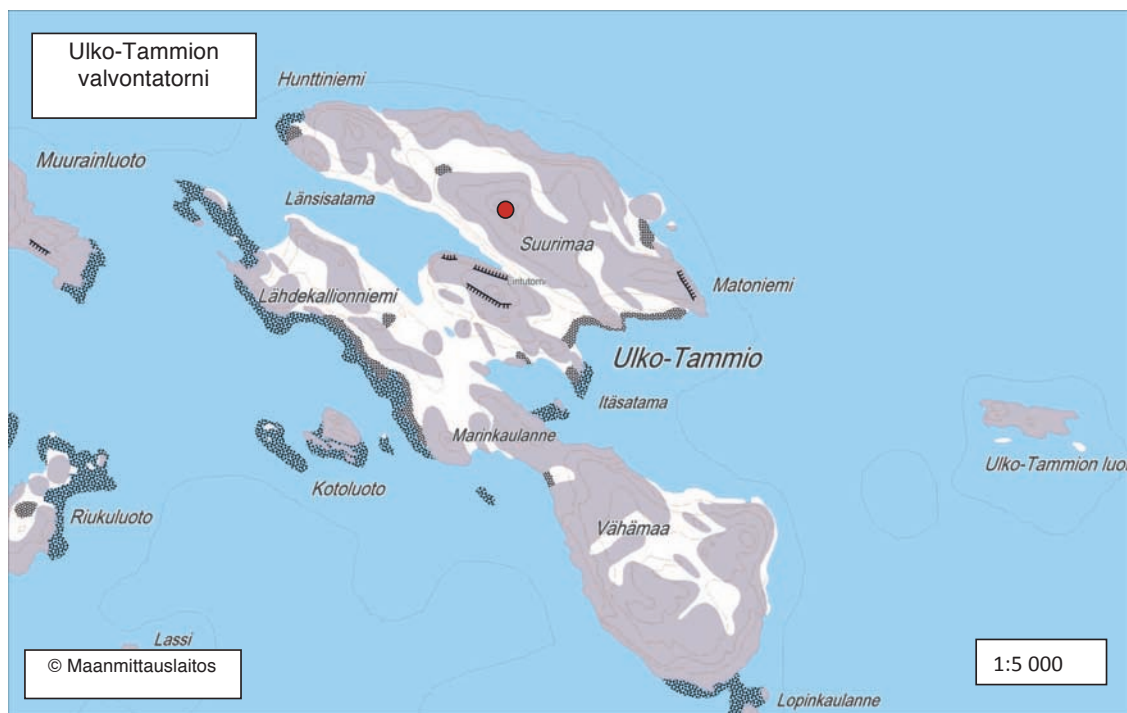 Ulko-Tammion
valvontatorni
Hunttiniemi
Muurainluoto
Länsisatama
Suurimaa
Lintutorni
Matoniemi
Lähdekallionniemi
Ulko-Tammio
Itäsatama
Marinkaulanne
Ulko-Tammion luo
Kotoluoto
Riukuluoto
Vähämaa
Lassi
© Maanmittauslaitos
1:5 000
Lopinkaulanne